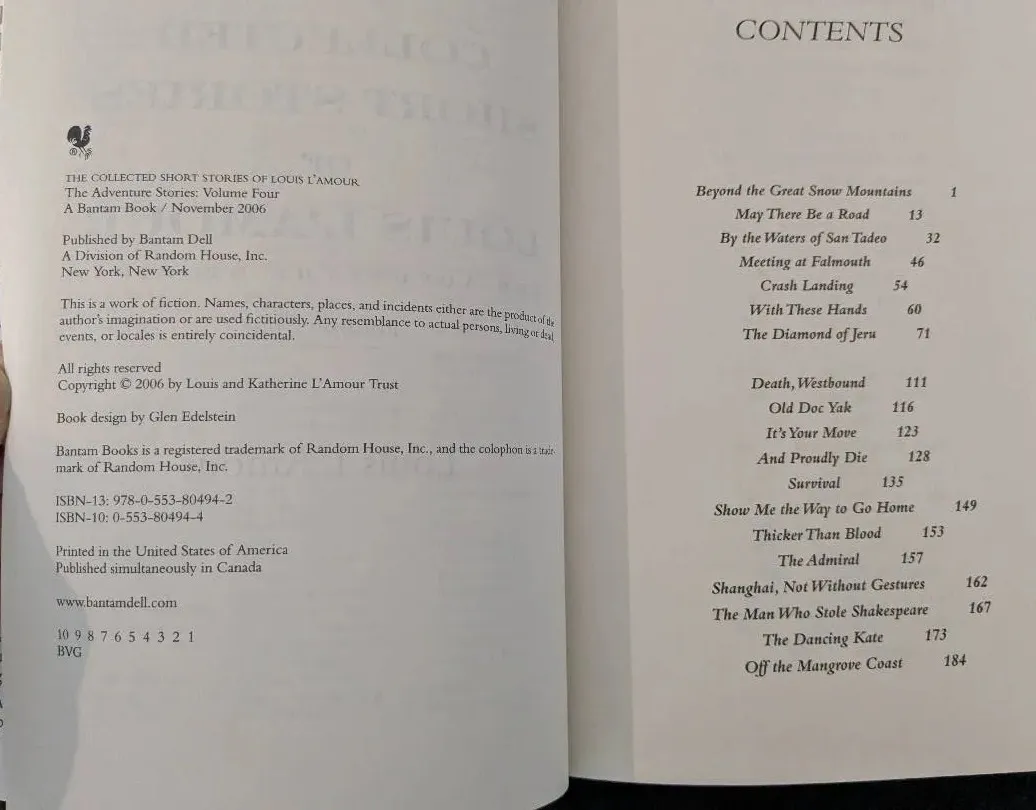 THE COLLECTED SHORT STORIES OF LOUIS L'AMOUR
The Adventure Stories: Volume Four
A Bantam Book / November 2006
Published by Bantam Dell
A Division of Random House, Inc.
New York, New York
This is a work of fiction. Names, characters, places, and incidents either are the product of the
author's imagination or are used fictitiously. Any resemblance to actual persons, living or dead
events, or locales is entirely coincidental.
All rights reserved
Copyright © 2006 by Louis and Katherine L'Amour Trust
Book design by Glen Edelstein
Bantam Books is a registered trademark of Random House, Inc., and the colophon is a trade-
mark of Random House, Inc.
ISBN-13: 978-0-553-80494-2
ISBN-10: 0-553-80494-4
Printed in the United States of America
Published simultaneously in Canada
www.bantamdell.com
10 9 8 7 6 5 4 3 2 1
BVG
CONTENTS
Beyond the Great Snow Mountains 1
May There Be a Road 13
By the Waters of San Tadeo 32
Meeting at Falmouth 46
Crash Landing 54
With These Hands 60
The Diamond of Jeru 71
Death, Westbound 111
Old Doc Yak 116
It's Your Move 123
And Proudly Die 128
Survival 135
Show Me the Way to Go Home 149
Thicker Than Blood 153
The Admiral 157
Shanghai, Not Without Gestures 162
The Man Who Stole Shakespeare 167
The Dancing Kate 173
Off the Mangrove Coast 184